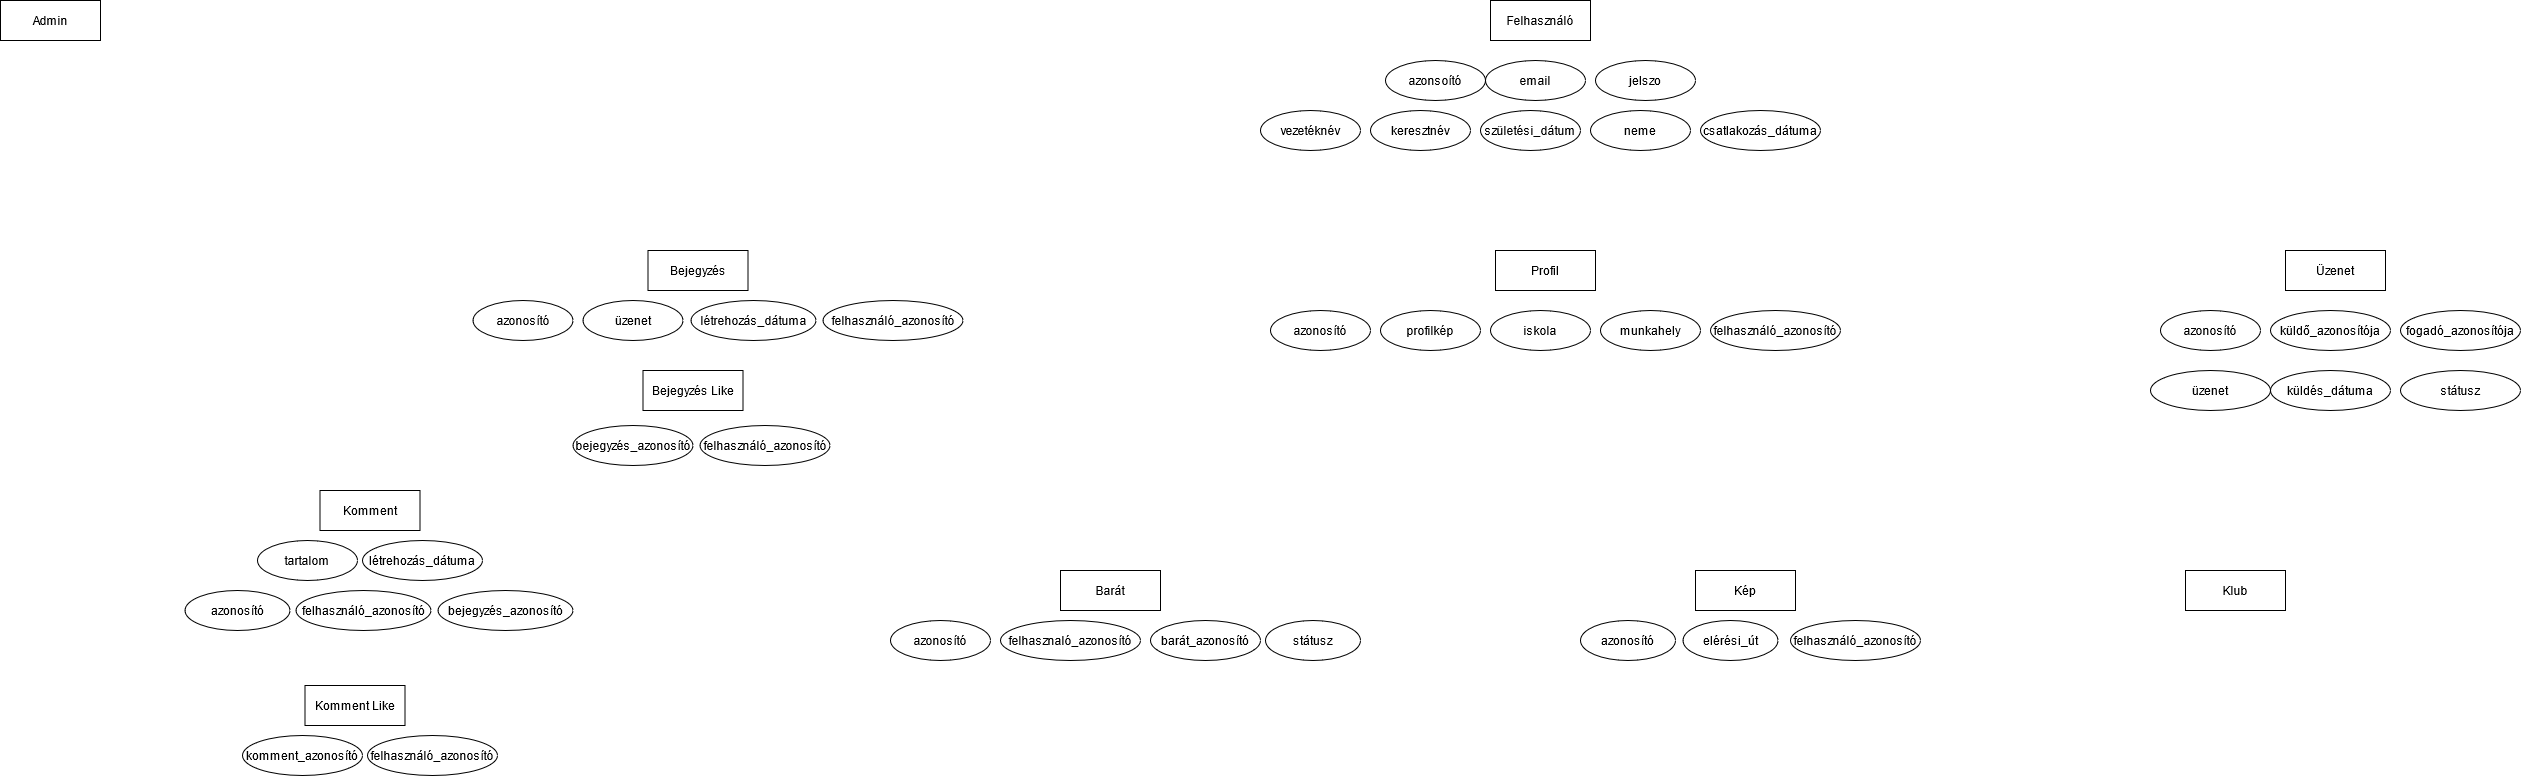 Admin
Felhasználó
azonsoító
email
jelszo
vezetéknév
keresztnév
születési_dátum
neme
csatlakozás_dátuma
Bejegyzés
azonosító
üzenet
létrehozás_dátuma
felhasználó_azonosító
Bejegyzés Like
bejegyzés_azonosító
felhasználó_azonosító
Profil
azonosító
profilkép
iskola
munkahely
felhasználó_azonosító
Üzenet
azonosító
küldő_azonosítója
fogadó_azonosítója
üzenet
küldés_dátuma
státusz
Komment
tartalom
létrehozás_dátuma
azonosító
felhasználó_azonosító
bejegyzés_azonosító
Komment Like
komment_azonosító
felhasználó_azonosító
Barát
azonosító
felhasznaló_azonosító
barát_azonosító
státusz
Kép
azonosító
elérési_út
felhasználó_azonosító
Klub